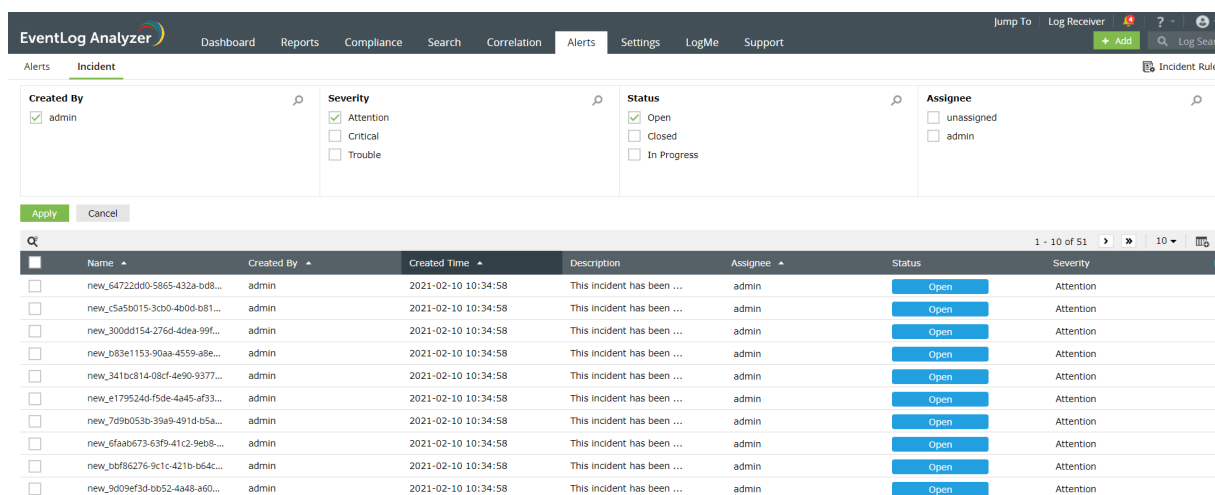 Jump To Log Receiver 4 ?
EventLog Analyzer Dashboard Reports Compliance Search Correlation Alerts Settings LogMe Support + Add Log Sear
Alerts Incident Incident Rule
Created By Severity Status Assignee
admin Attention Open unassigned
Critical Closed admin
Trouble In Progress
Apply Cancel
1 - 10 of 51 10
Name Created By Created Time Description Assignee Status Severity
new_64722dd0-5865-432a-bd8... admin 2021-02-10 10:34:58 This incident has been ... admin Open Attention
new_c5a5b015-3cb0-4b0d-b81... admin 2021-02-10 10:34:58 This incident has been ... admin Open Attention
new_300dd154-276d-4dea-99f... admin 2021-02-10 10:34:58 This incident has been ... admin Open Attention
new_b83e1153-90aa-4559-a8e... admin 2021-02-10 10:34:58 This incident has been ... admin Open Attention
new_341bc814-08cf-4e90-9377... admin 2021-02-10 10:34:58 This incident has been ... admin Open Attention
new_e179524d-f5de-4a45-af33... admin 2021-02-10 10:34:58 This incident has been ... admin Open Attention
new_7d9b053b-39a9-491d-b5a... admin 2021-02-10 10:34:58 This incident has been ... admin Open Attention
new_6faab673-63f9-41c2-9eb8-... admin 2021-02-10 10:34:58 This incident has been ... admin Open Attention
new_bbf86276-9c1c-421b-b64c... admin 2021-02-10 10:34:58 This incident has been ... admin Open Attention
new_9d09ef3d-bb52-4a48-a60... admin 2021-02-10 10:34:58 This incident has been ... admin Open Attention